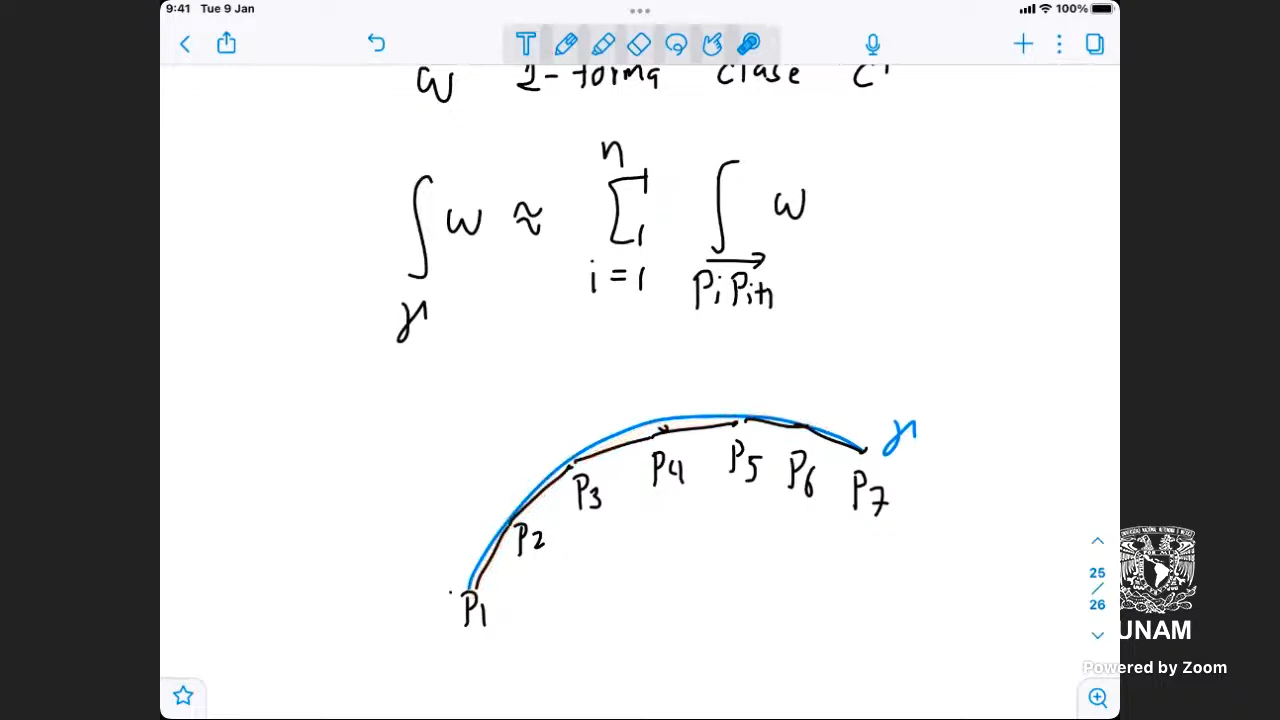 9:41 Tue 9 Jan 100%
ω 1-forma clase C¹
∫ ω ≈ Σ ∫ ω
n
γ i=1 PiPi+1
γ
P1 P2 P3 P4 P5 P6 P7
25
/
26
UNAM
Powered by Zoom